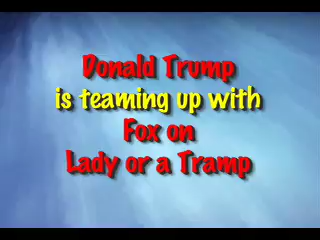 Donald Trump
is teaming up with
Fox on
Lady or a Tramp